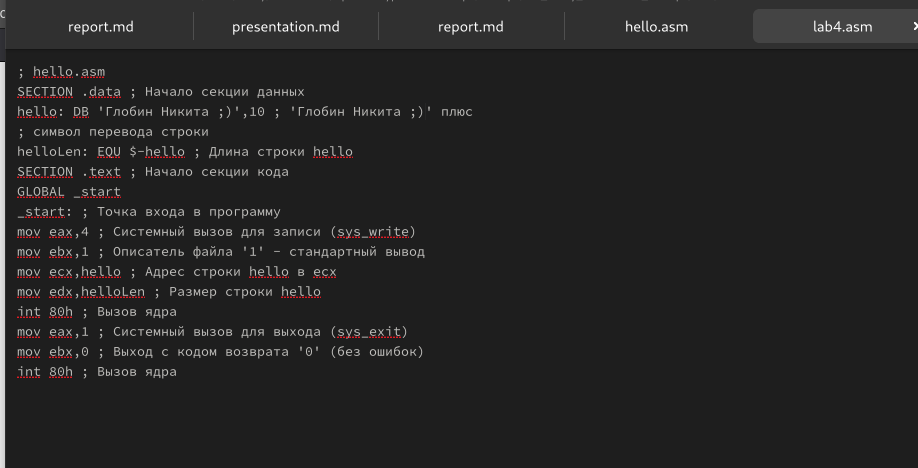 report.md
presentation.md
report.md
hello.asm
lab4.asm
; hello.asm
SECTION .data ; Начало секции данных
hello: DB 'Глобин Никита ;)',10 ; 'Глобин Никита ;)' плюс
; символ перевода строки
helloLen: EQU $-hello ; Длина строки hello
SECTION .text ; Начало секции кода
GLOBAL _start
_start: ; Точка входа в программу
mov eax,4 ; Системный вызов для записи (sys_write)
mov ebx,1 ; Описатель файла '1' - стандартный вывод
mov ecx,hello ; Адрес строки hello в ecx
mov edx,helloLen ; Размер строки hello
int 80h ; Вызов ядра
mov eax,1 ; Системный вызов для выхода (sys_exit)
mov ebx,0 ; Выход с кодом возврата '0' (без ошибок)
int 80h ; Вызов ядра